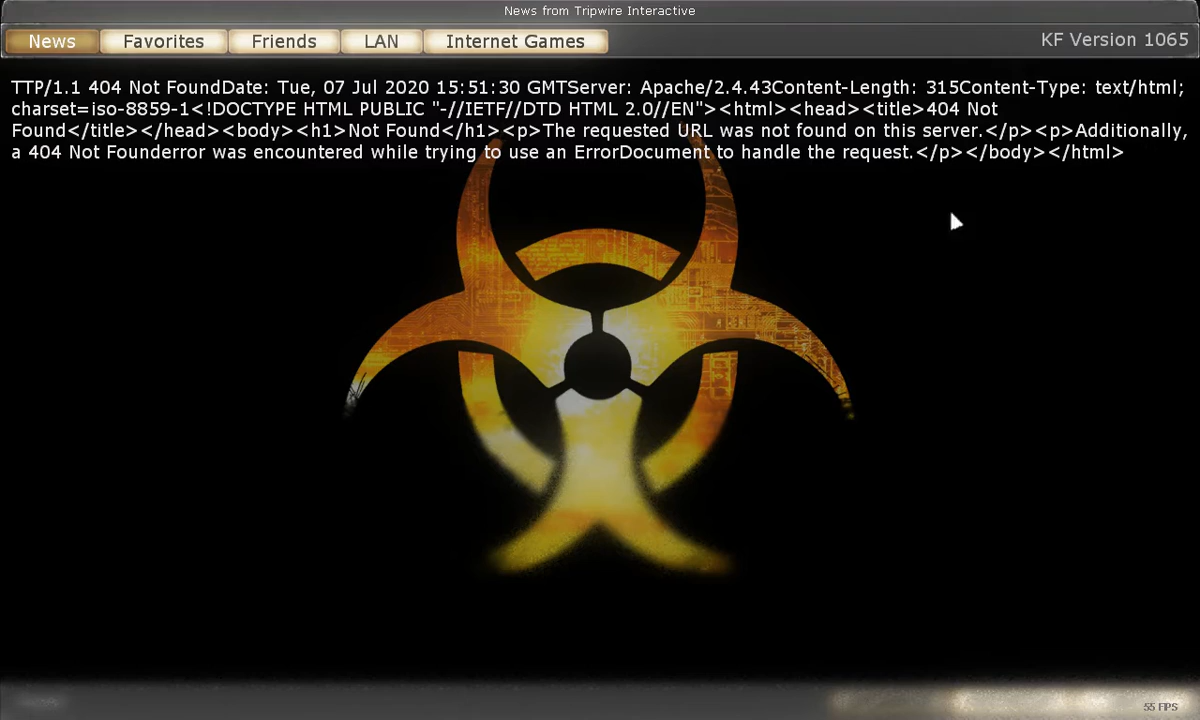 News from Tripwire Interactive
News Favorites Friends LAN Internet Games KF Version 1065
TTP/1.1 404 Not FoundDate: Tue, 07 Jul 2020 15:51:30 GMTServer: Apache/2.4.43Content-Length: 315Content-Type: text/html;
charset=iso-8859-1<!DOCTYPE HTML PUBLIC "-//IETF//DTD HTML 2.0//EN"><html><head><title>404 Not
Found</title></head><body><h1>Not Found</h1><p>The requested URL was not found on this server.</p><p>Additionally,
a 404 Not Founderror was encountered while trying to use an ErrorDocument to handle the request.</p></body></html>
55 FPS